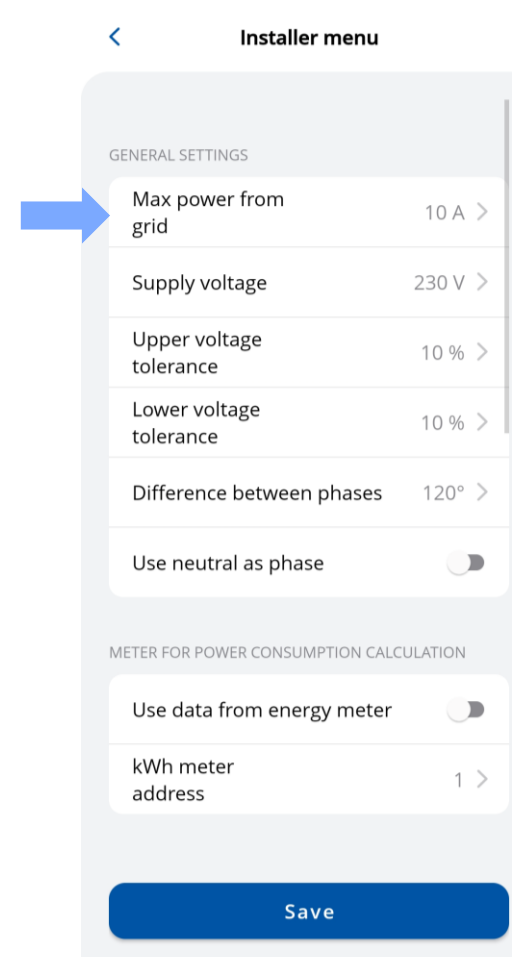 Installer menu
GENERAL SETTINGS
Max power from
grid
10 A
Supply voltage
230 V
Upper voltage
tolerance
10 %
Lower voltage
tolerance
10 %
Difference between phases
120°
Use neutral as phase
METER FOR POWER CONSUMPTION CALCULATION
Use data from energy meter
kWh meter
address
1
Save